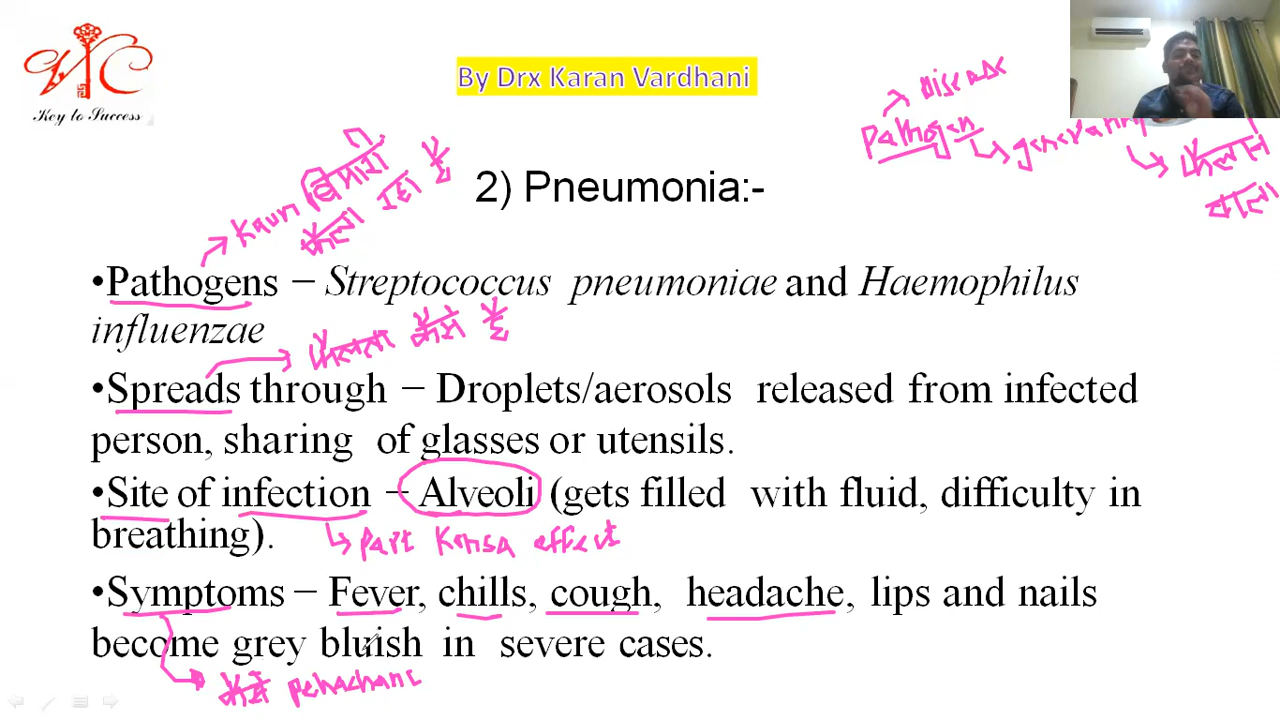 VSC
Key to Success
By Drx Karan Vardhani
Disease
Pathogen
फैलाने
वाला
Kaun बिमारी
फैला रहा है
2) Pneumonia:-
•Pathogens − Streptococcus pneumoniae and Haemophilus
influenzae
फैलता कैसे है
•Spreads through − Droplets/aerosols released from infected
person, sharing of glasses or utensils.
•Site of infection − Alveoli (gets filled with fluid, difficulty in
breathing).
Part Konsa effect
•Symptoms − Fever, chills, cough, headache, lips and nails
become grey bluish in severe cases.
कैसे pehachane